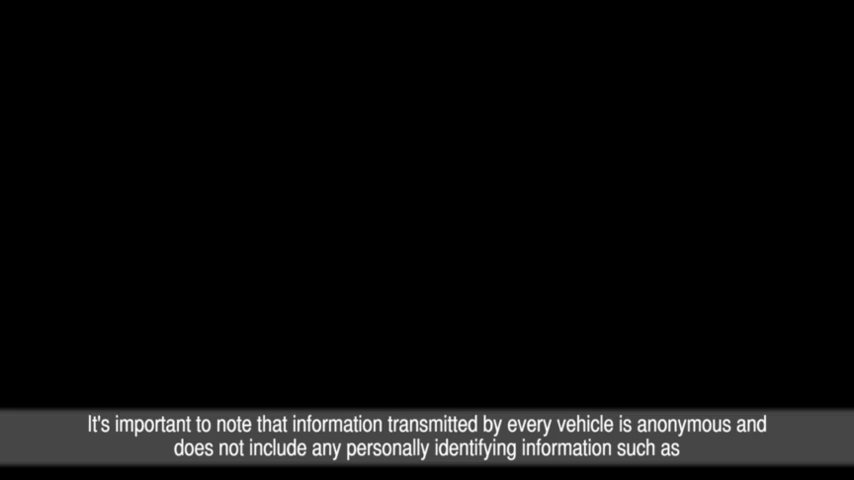 It's important to note that information transmitted by every vehicle is anonymous and
does not include any personally identifying information such as